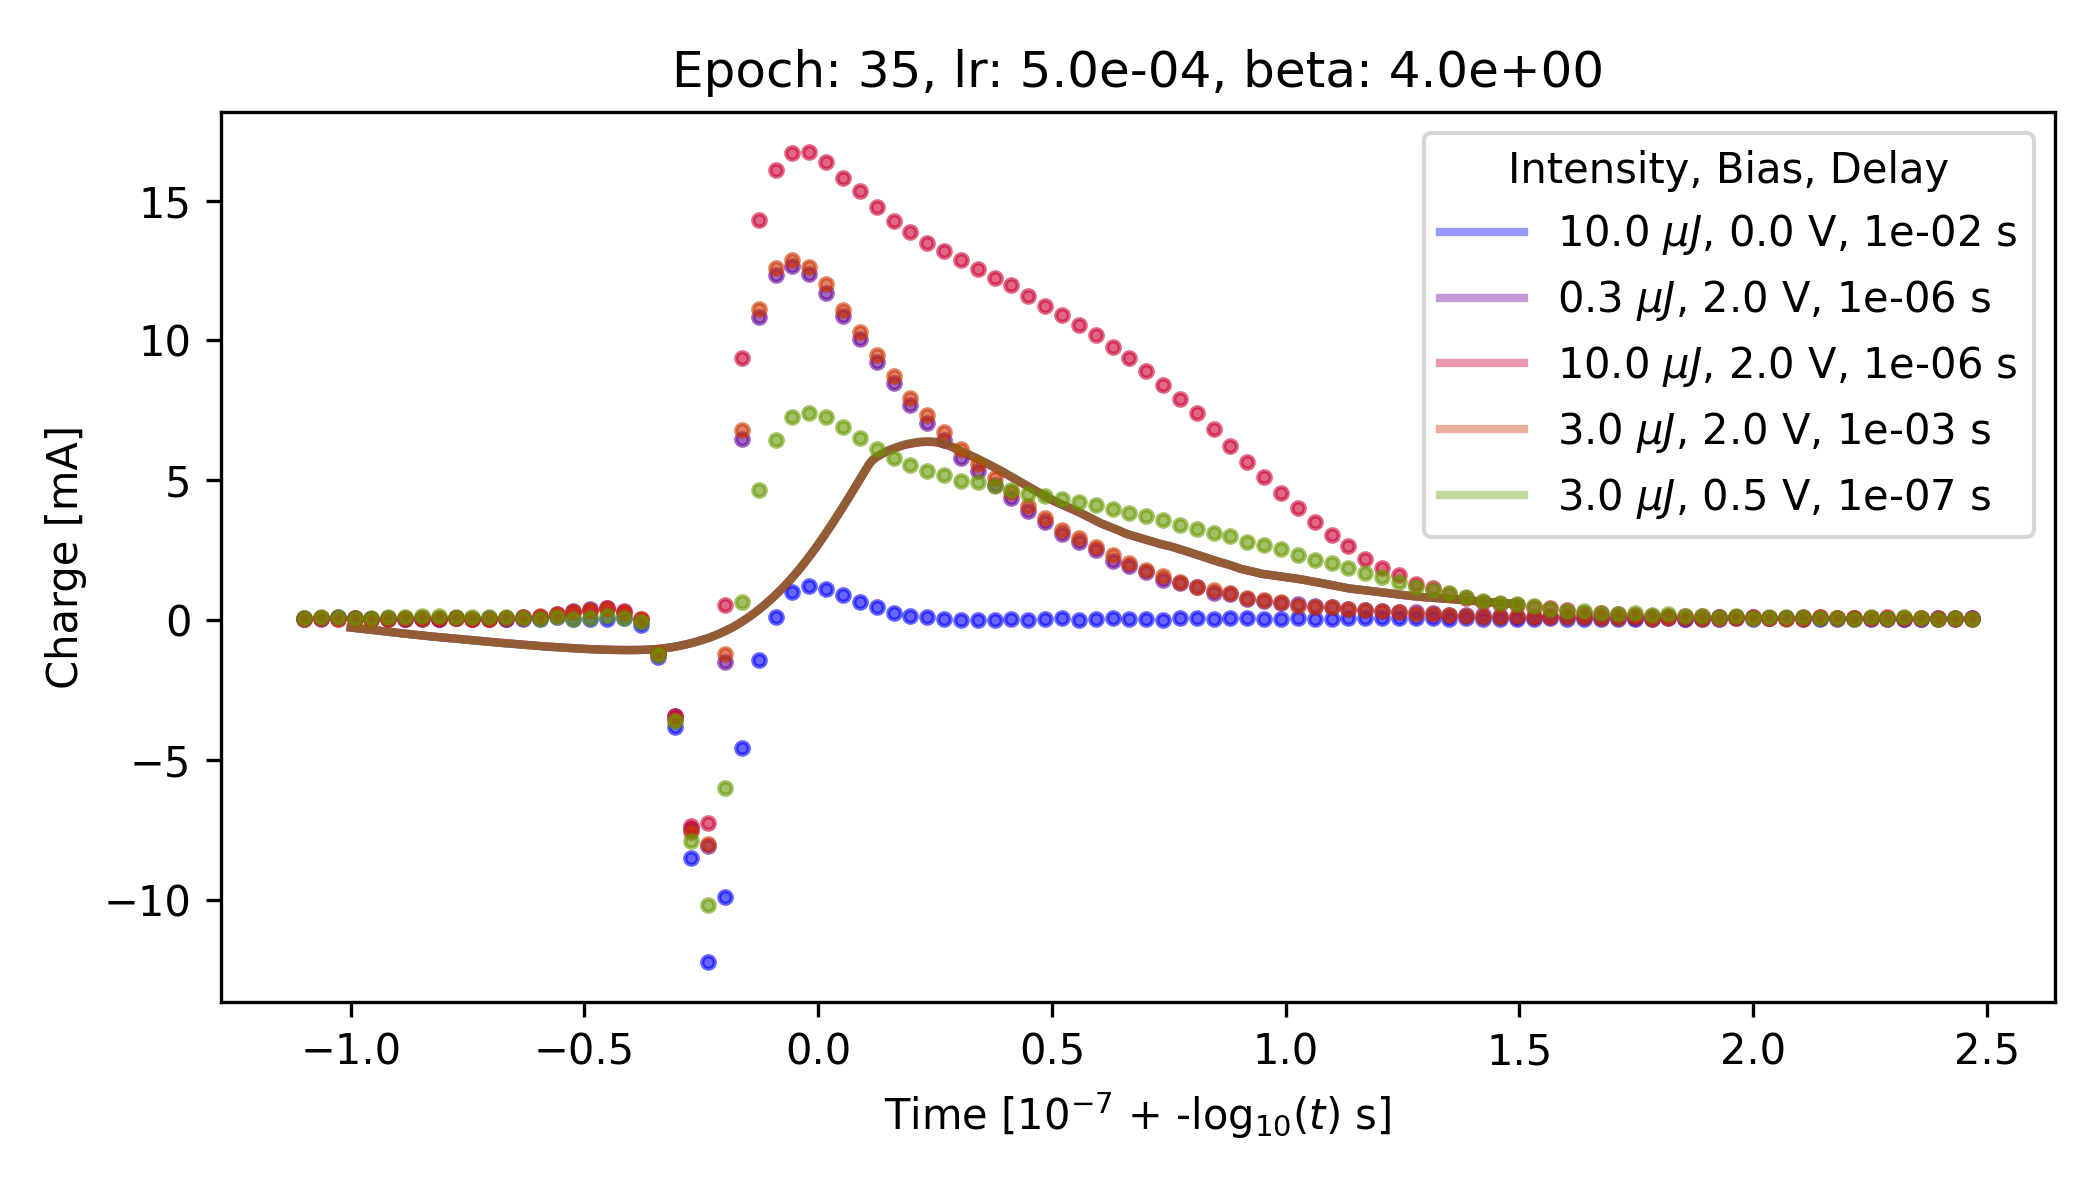 Epoch: 35, lr: 5.0e-04, beta: 4.0e+00
Intensity, Bias, Delay
10.0 μJ, 0.0 V, 1e-02 s
0.3 μJ, 2.0 V, 1e-06 s
10.0 μJ, 2.0 V, 1e-06 s
3.0 μJ, 2.0 V, 1e-03 s
3.0 μJ, 0.5 V, 1e-07 s
Charge [mA]
15
10
5
0
−5
−10
−1.0 −0.5 0.0 0.5 1.0 1.5 2.0 2.5
Time [10⁻⁷ + -log₁₀(t) s]